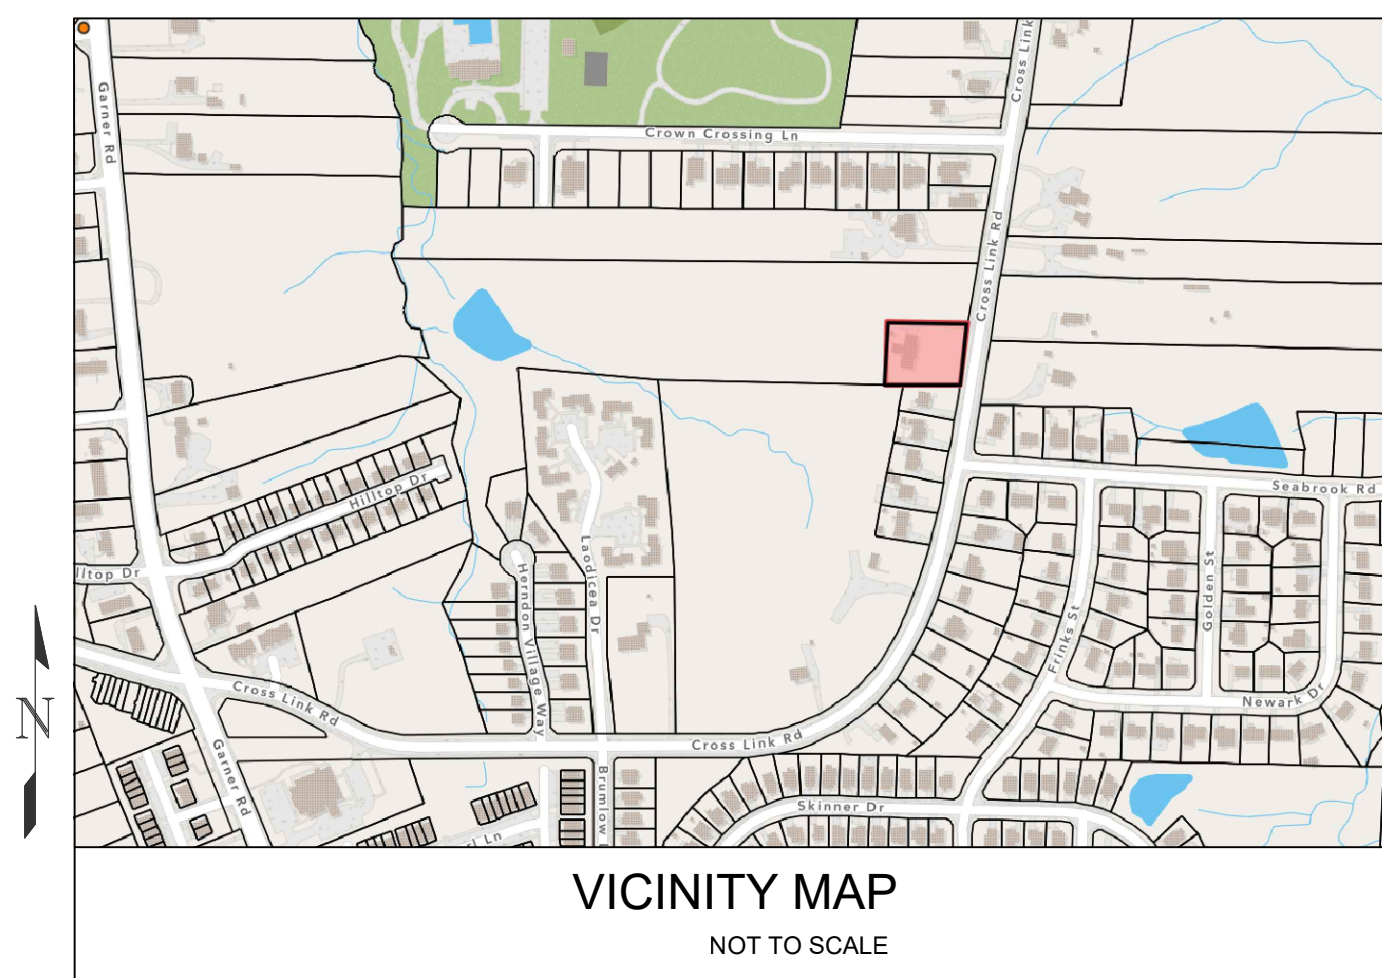 Cross Link
Garner Rd
Crown Crossing Ln
Cross Link Rd
Seabrook Rd
Hilltop Dr
lltop Dr
Laodicea Dr
Herndon Village Way
Golden St
Frinks St
Newark Dr
Cross Link Rd
Cross Link Rd
Garner Rd
Brumlow
Skinner Dr
rl Ln
N
VICINITY MAP
NOT TO SCALE